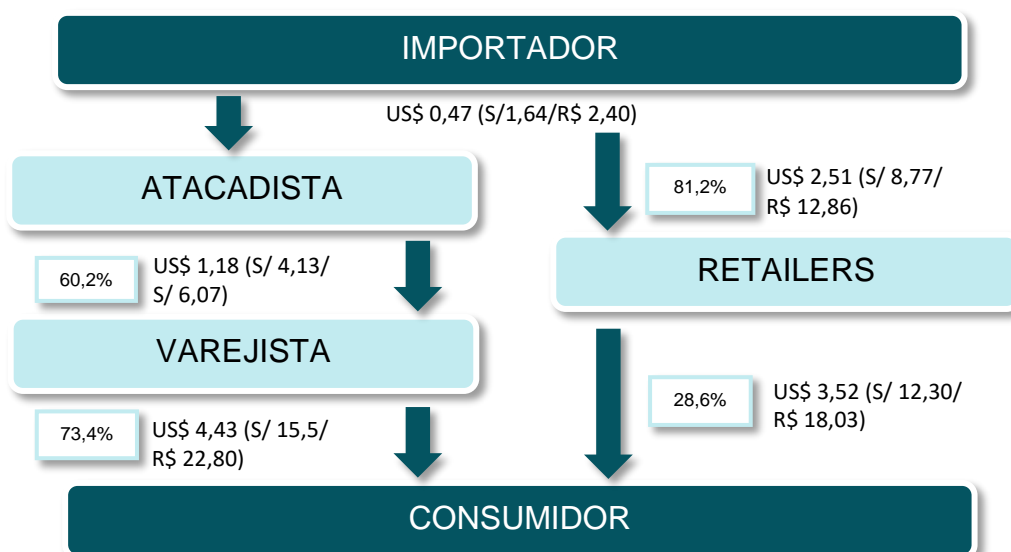 IMPORTADOR
US$ 0,47 (S/1,64/R$ 2,40)
ATACADISTA
81,2%
US$ 2,51 (S/ 8,77/
R$ 12,86)
60,2%
US$ 1,18 (S/ 4,13/
S/ 6,07)
RETAILERS
VAREJISTA
73,4%
US$ 4,43 (S/ 15,5/
R$ 22,80)
28,6%
US$ 3,52 (S/ 12,30/
R$ 18,03)
CONSUMIDOR